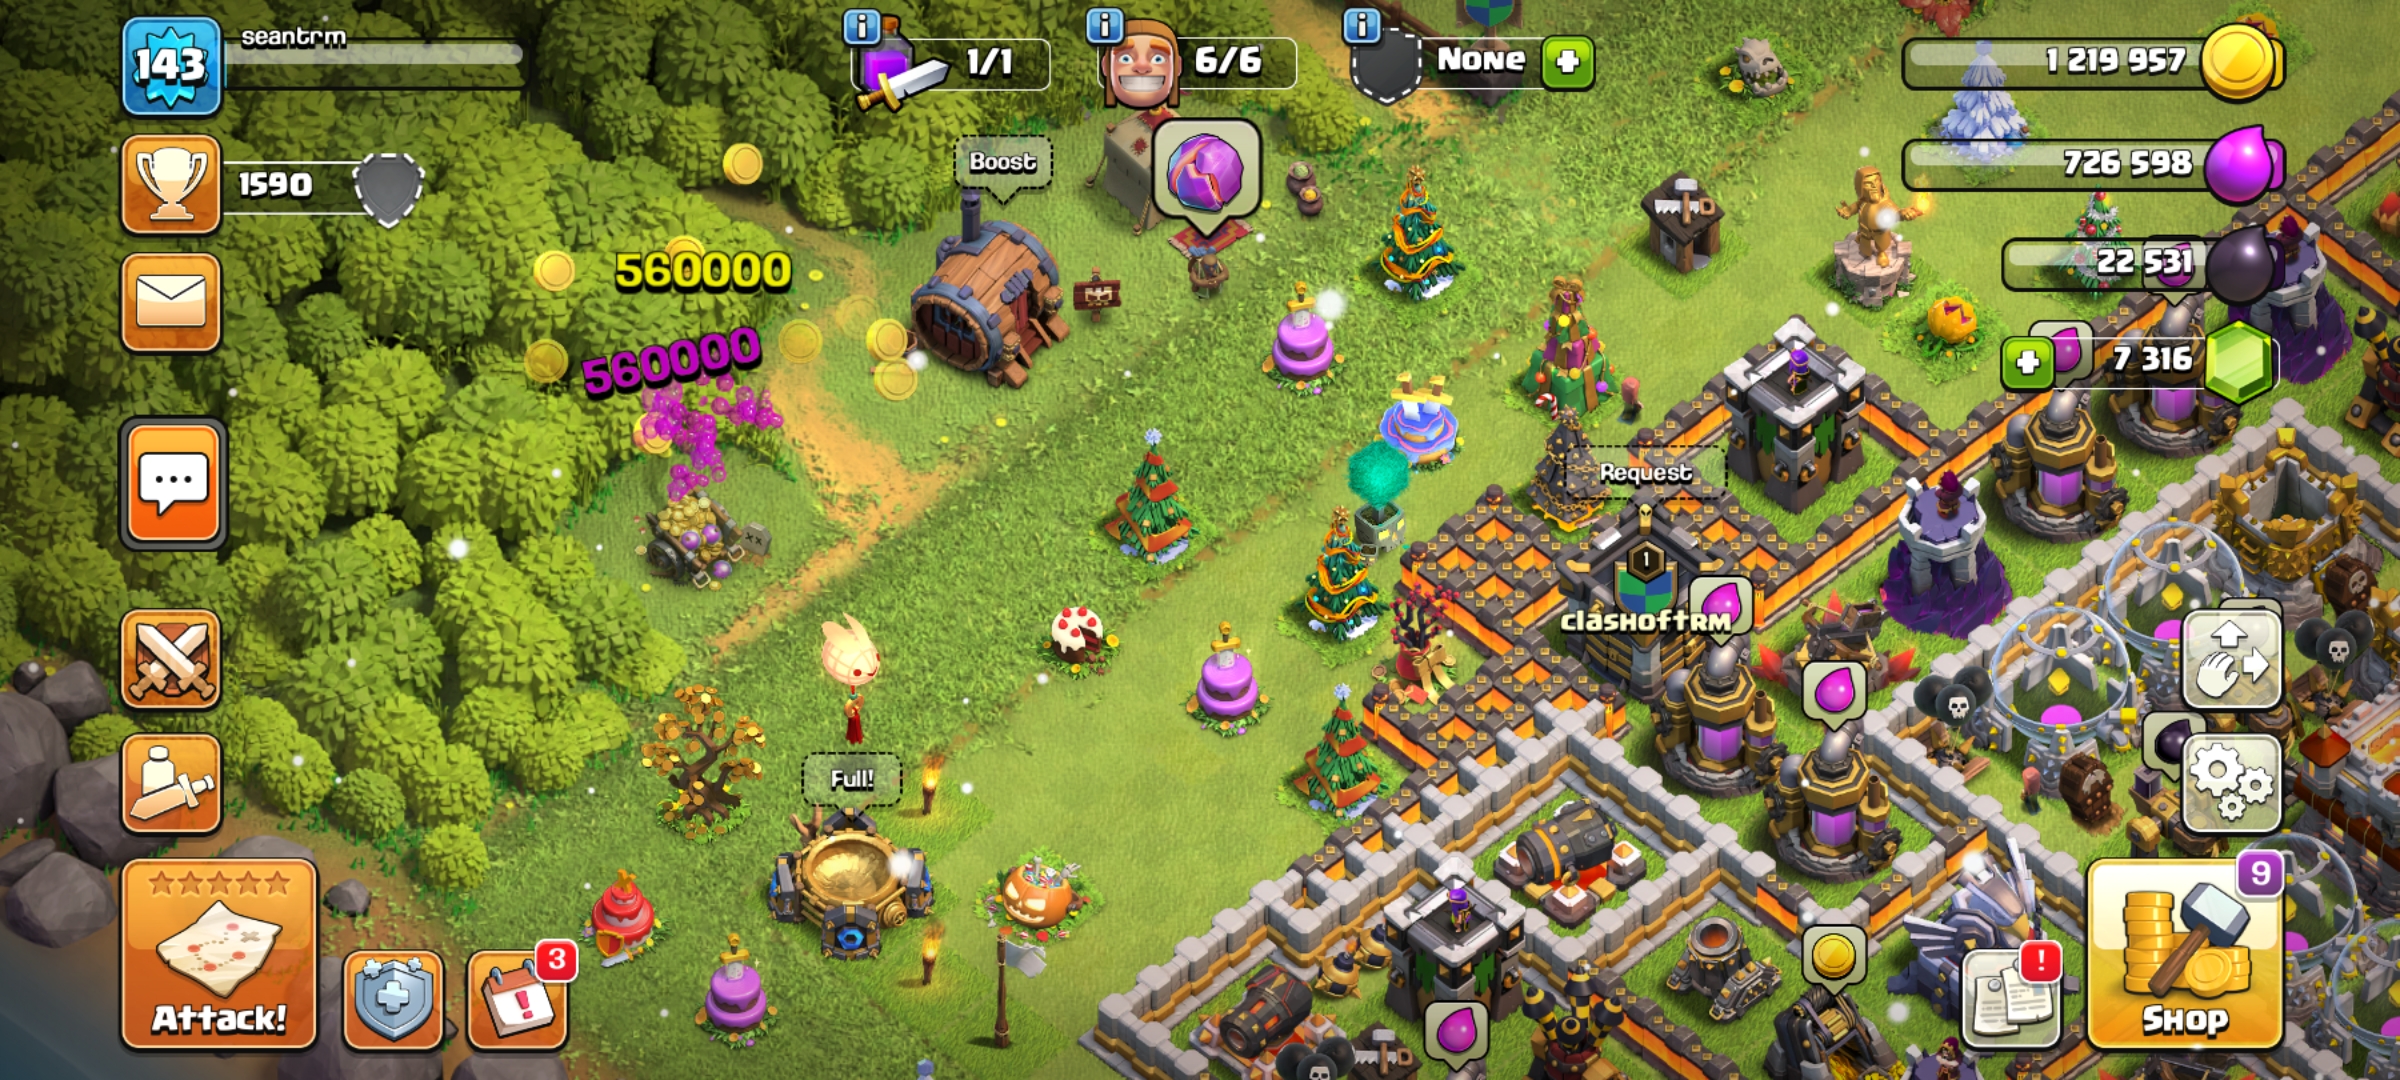 143
seantrm
1/1
6/6
None
1 219 957
1590
Boost
726 598
560000
22 531
560000
7 316
Request
1
clashoftRM
Full!
Attack!
3
9
!
Shop